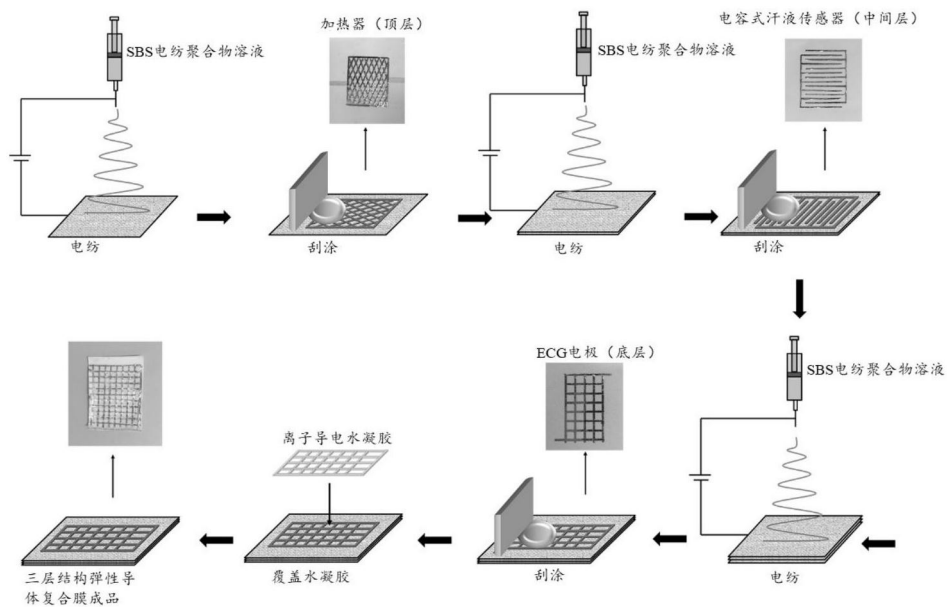 SBS电纺聚合物溶液
加热器（顶层）
SBS电纺聚合物溶液
电容式汗液传感器（中间层）
电纺
刮涂
电纺
刮涂
SBS电纺聚合物溶液
ECG电极（底层）
离子导电水凝胶
电纺
刮涂
覆盖水凝胶
三层结构弹性导
体复合膜成品